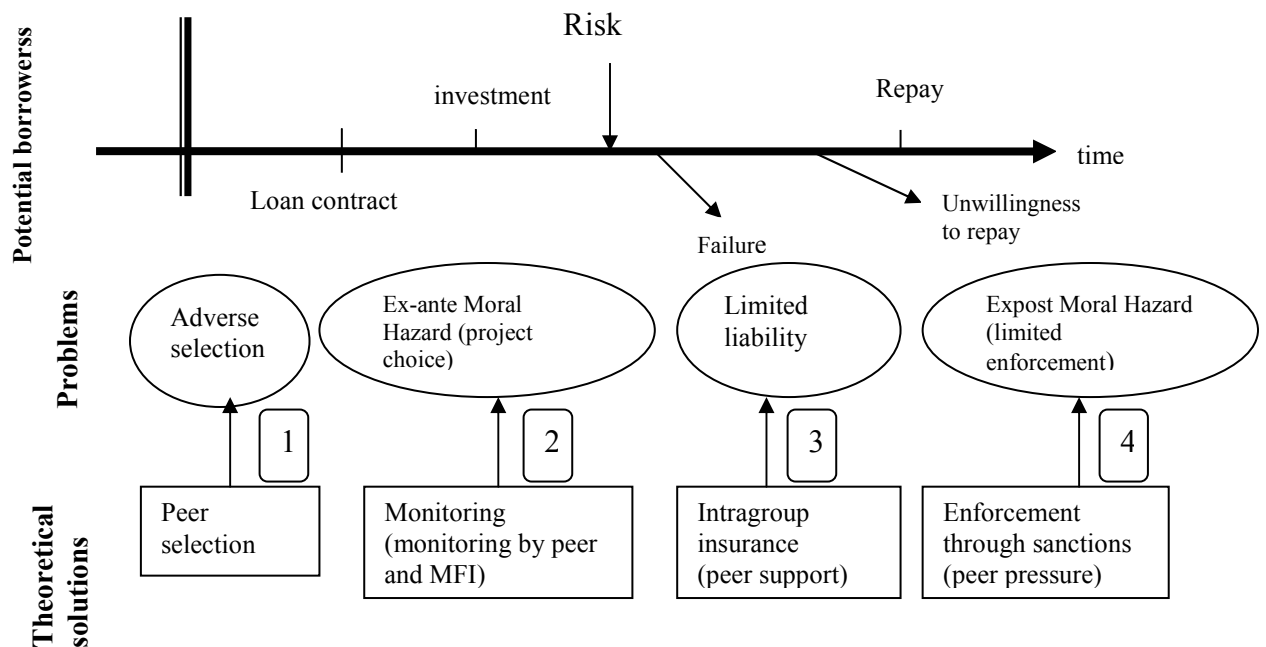 Potential borrowerss
Risk
investment
Repay
time
Loan contract
Unwillingness
to repay
Failure
Problems
Adverse
selection
Ex-ante Moral
Hazard (project
choice)
Limited
liability
Expost Moral Hazard
(limited
enforcement)
1
2
3
4
Theoretical
solutions
Peer
selection
Monitoring
(monitoring by peer
and MFI)
Intragroup
insurance
(peer support)
Enforcement
through sanctions
(peer pressure)